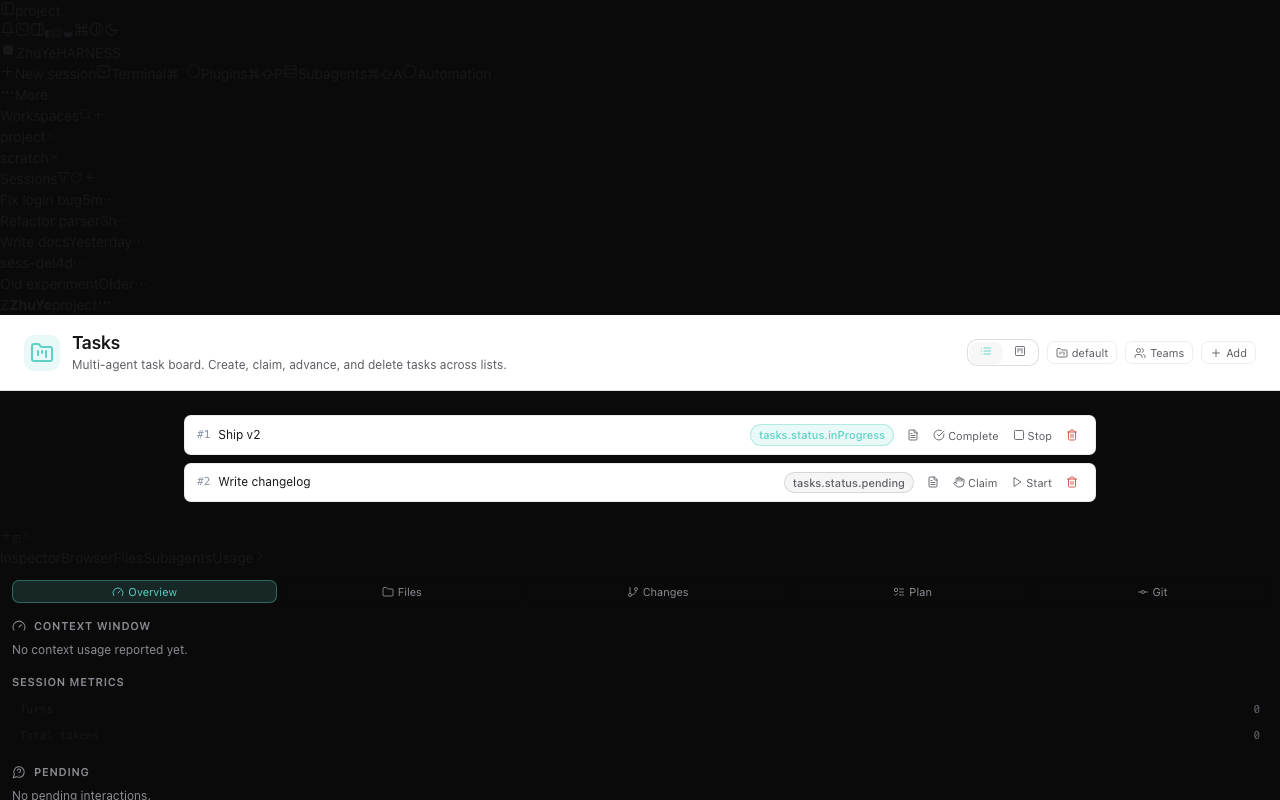 project
ZhuYeHARNESS
New session Terminal⌘ Plugins⌘⇧P Subagents⌘⇧A Automation
More
Workspaces
project
scratch
Sessions
Fix login bug5m
Refactor parser3h
Write docsYesterday
sess-del4d
Old experimentOlder
ZZhuYeproject
Tasks
Multi-agent task board. Create, claim, advance, and delete tasks across lists.
default Teams Add
#1 Ship v2 tasks.status.inProgress Complete Stop
#2 Write changelog tasks.status.pending Claim Start
InspectorBrowserFilesSubagentsUsage
Overview Files Changes Plan Git
CONTEXT WINDOW
No context usage reported yet.
SESSION METRICS
Turns 0
Total tokens 0
PENDING
No pending interactions.